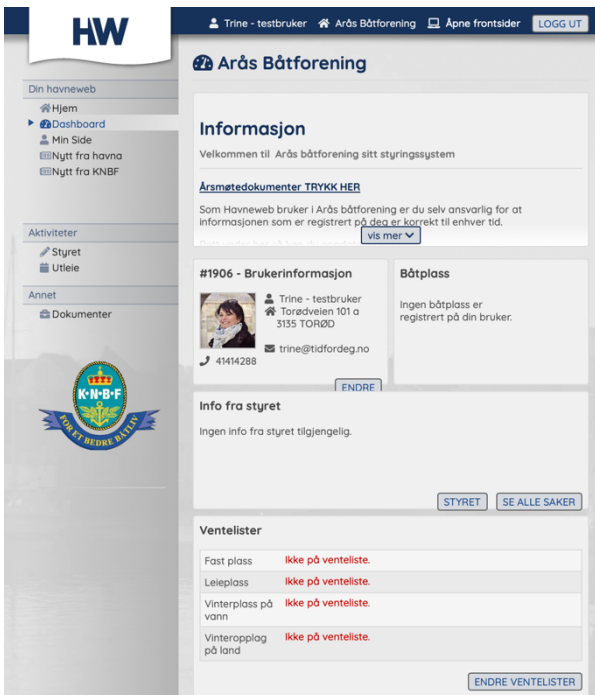 HW
Trine - testbruker Arås Båtforening Åpne frontsider LOGG UT
Arås Båtforening
Din havneweb
Hjem
Dashboard
Min Side
Nytt fra havna
Nytt fra KNBF
Aktiviteter
Styret
Utleie
Annet
Dokumenter
K·N·B·F
FOR ET BEDRE BÅTLIV
Informasjon
Velkommen til Arås båtforening sitt styringssystem
Årsmøtedokumenter TRYKK HER
Som Havneweb bruker i Arås båtforening er du selv ansvarlig for at
informasjonen som er registrert på deg er korrekt til enhver tid.
vis mer
#1906 - Brukerinformasjon
Trine - testbruker
Torødveien 101 a
3135 TORØD
trine@tidfordeg.no
41414288
ENDRE
Båtplass
Ingen båtplass er
registrert på din bruker.
Info fra styret
Ingen info fra styret tilgjengelig.
STYRET SE ALLE SAKER
Ventelister
Fast plass Ikke på venteliste.
Leieplass Ikke på venteliste.
Vinterplass på Ikke på venteliste.
vann
Vinteropplag Ikke på venteliste.
på land
ENDRE VENTELISTER